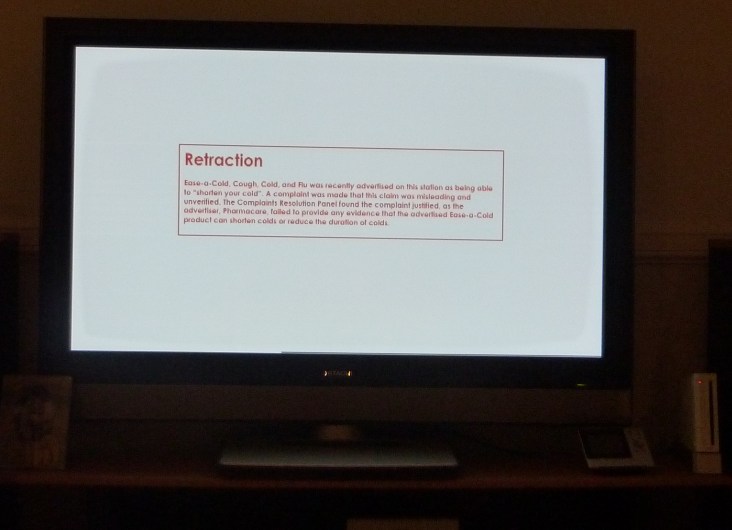 Retraction
Ease-a-Cold, Cough, Cold, and Flu was recently advertised on this station as being able
to "shorten your cold". A complaint was made that this claim was misleading and
unverified. The Complaints Resolution Panel found the complaint justified, as the
advertiser, Pharmacare, failed to provide any evidence that the advertised Ease-a-Cold
product can shorten colds or reduce the duration of colds.
HITACHI